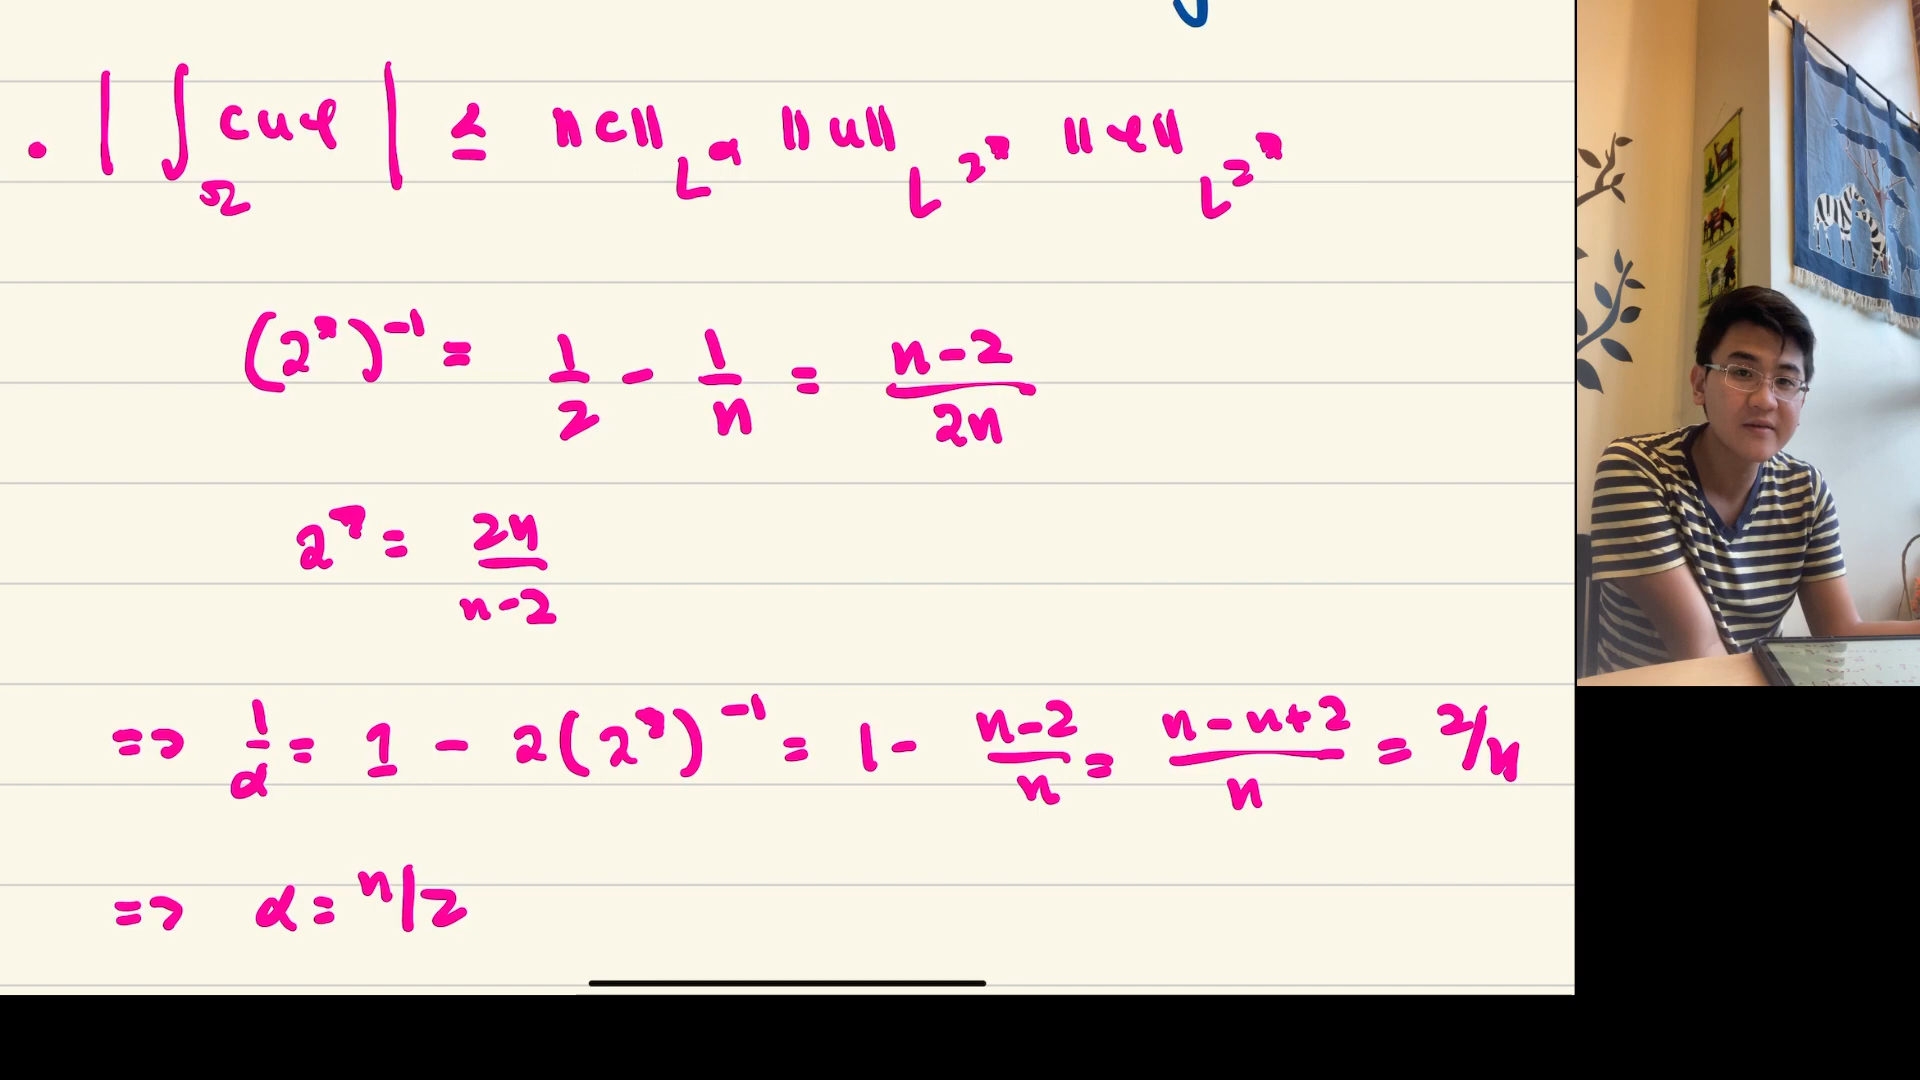 . | ∫_Ω cuφ | ≤ ||c||_{L^α} ||u||_{L^{2*}} ||φ||_{L^{2*}}
(2*)^{-1} = 1/2 - 1/n = (n-2)/(2n)
2* = 2n/(n-2)
=> 1/α = 1 - 2(2*)^{-1} = 1 - (n-2)/n = (n-n+2)/n = 2/n
=> α = n/2